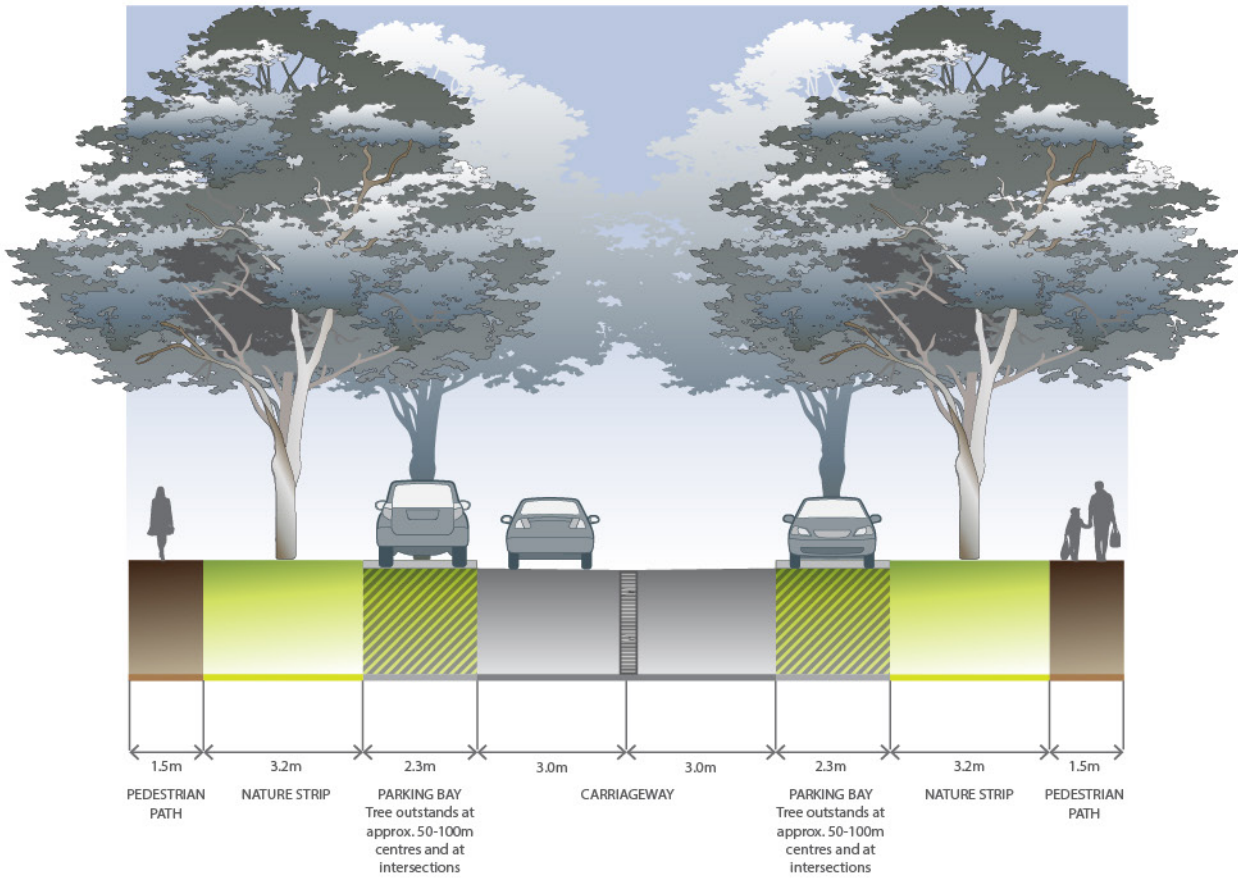 1.5m
3.2m
2.3m
3.0m
3.0m
2.3m
3.2m
1.5m
PEDESTRIAN
PATH
NATURE STRIP
PARKING BAY
Tree outstands at
approx. 50-100m
centres and at
intersections
CARRIAGEWAY
PARKING BAY
Tree outstands at
approx. 50-100m
centres and at
intersections
NATURE STRIP
PEDESTRIAN
PATH